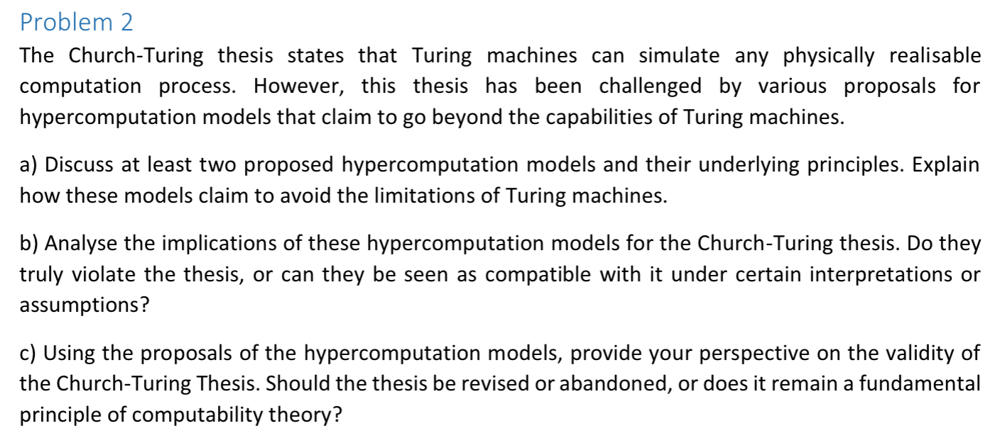 Problem 2
The Church-Turing thesis states that Turing machines can simulate any physically realisable
computation process. However, this thesis has been challenged by various proposals for
hypercomputation models that claim to go beyond the capabilities of Turing machines.
a) Discuss at least two proposed hypercomputation models and their underlying principles. Explain
how these models claim to avoid the limitations of Turing machines.
b) Analyse the implications of these hypercomputation models for the Church-Turing thesis. Do they
truly violate the thesis, or can they be seen as compatible with it under certain interpretations or
assumptions?
c) Using the proposals of the hypercomputation models, provide your perspective on the validity of
the Church-Turing Thesis. Should the thesis be revised or abandoned, or does it remain a fundamental
principle of computability theory?